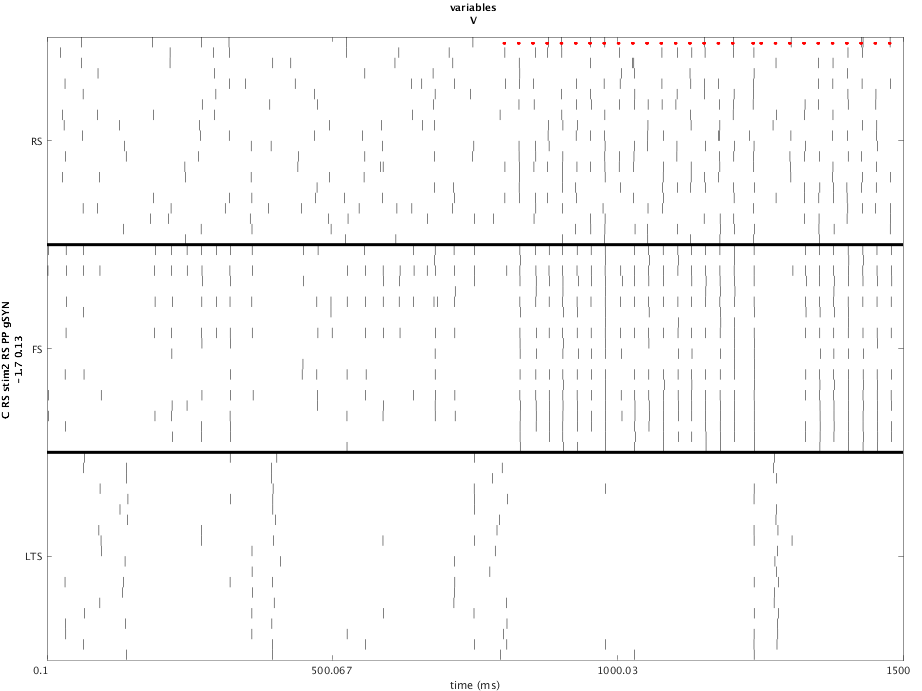 variables
V
RS
FS
LTS
C RS stim2 RS PP gSYN
-1.7 0.13
0.1
500.067
1000.03
1500
time (ms)